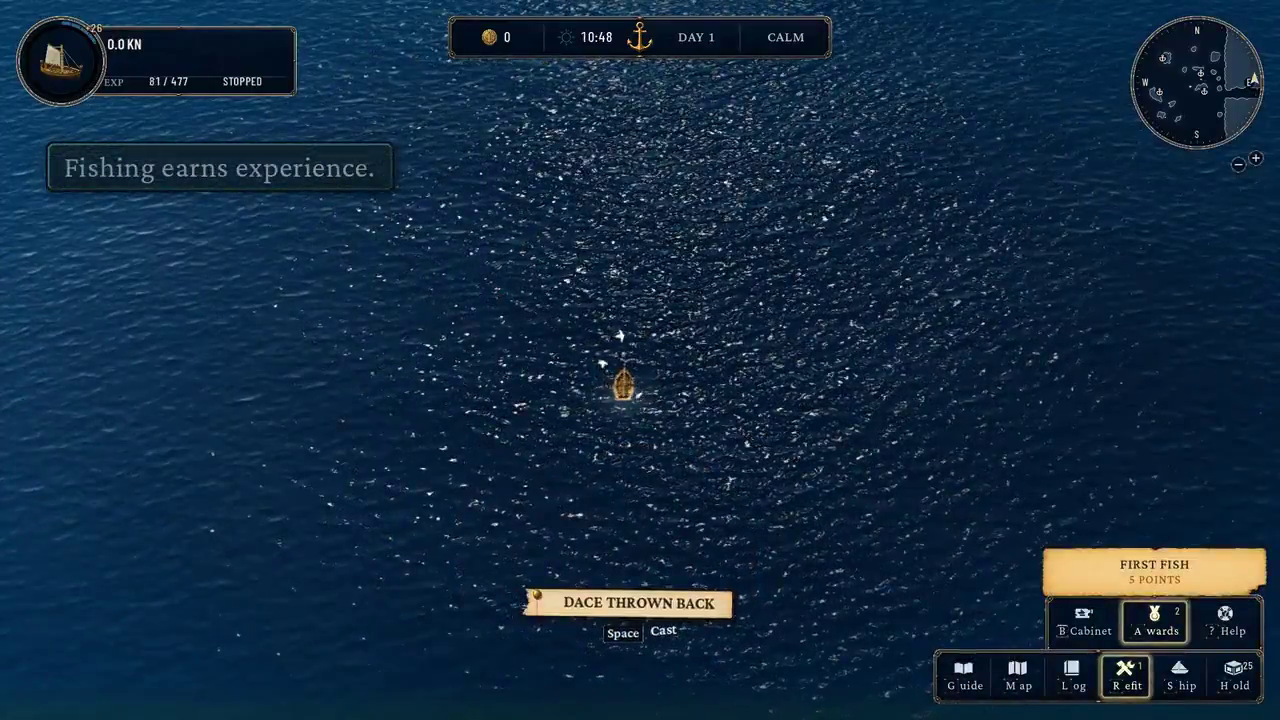 26
0.0 KN
EXP 81 / 477 STOPPED
0 10:48 DAY 1 CALM
N
W E
S
Fishing earns experience.
DACE THROWN BACK
Space Cast
FIRST FISH
5 POINTS
B Cabinet A wards 2 ? Help
G uide M ap L og R efit 1 S hip H old 25